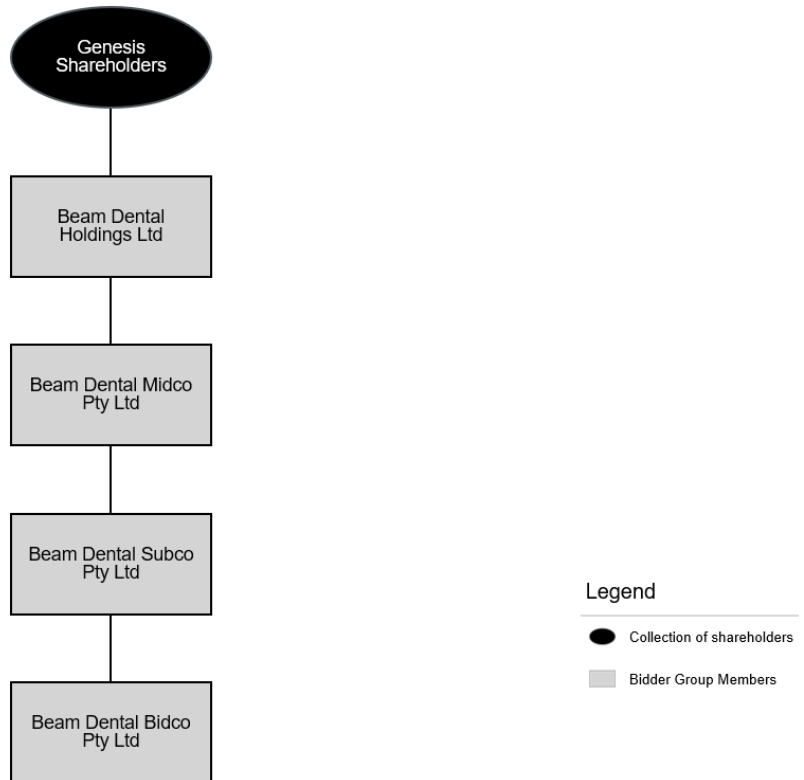 Genesis
Shareholders
Beam Dental
Holdings Ltd
Beam Dental Midco
Pty Ltd
Beam Dental Subco
Pty Ltd
Beam Dental Bidco
Pty Ltd
Legend
Collection of shareholders
Bidder Group Members